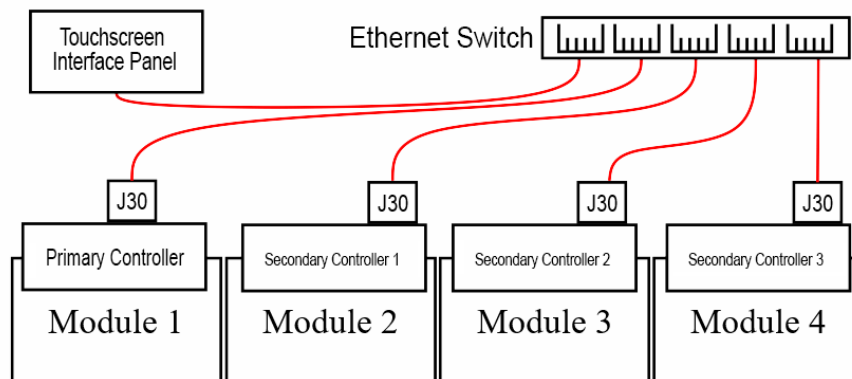 Touchscreen
Interface Panel
Ethernet Switch
J30
J30
J30
J30
Primary Controller
Secondary Controller 1
Secondary Controller 2
Secondary Controller 3
Module 1
Module 2
Module 3
Module 4